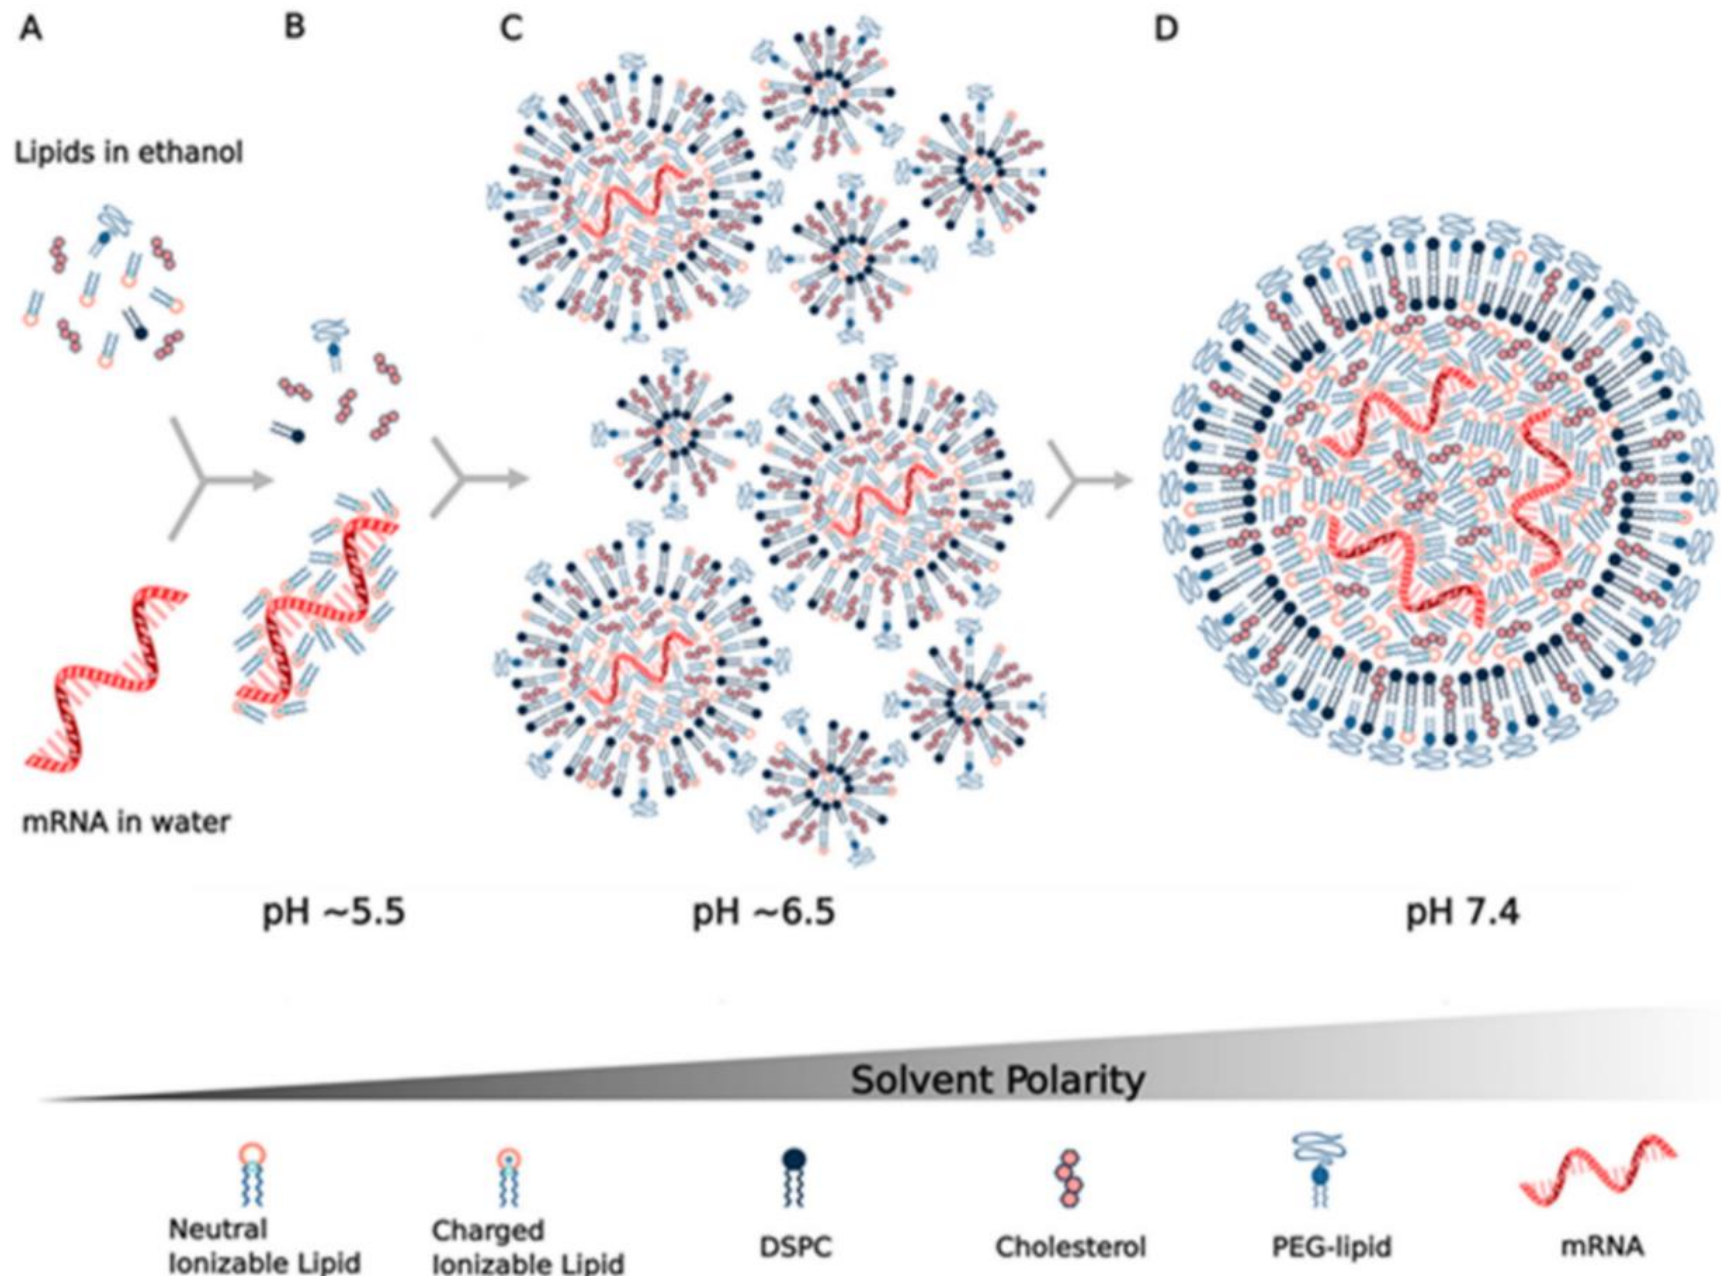 A
B
C
D
Lipids in ethanol
mRNA in water
pH ~5.5
pH ~6.5
pH 7.4
Solvent Polarity
Neutral
Ionizable Lipid
Charged
Ionizable Lipid
DSPC
Cholesterol
PEG-lipid
mRNA